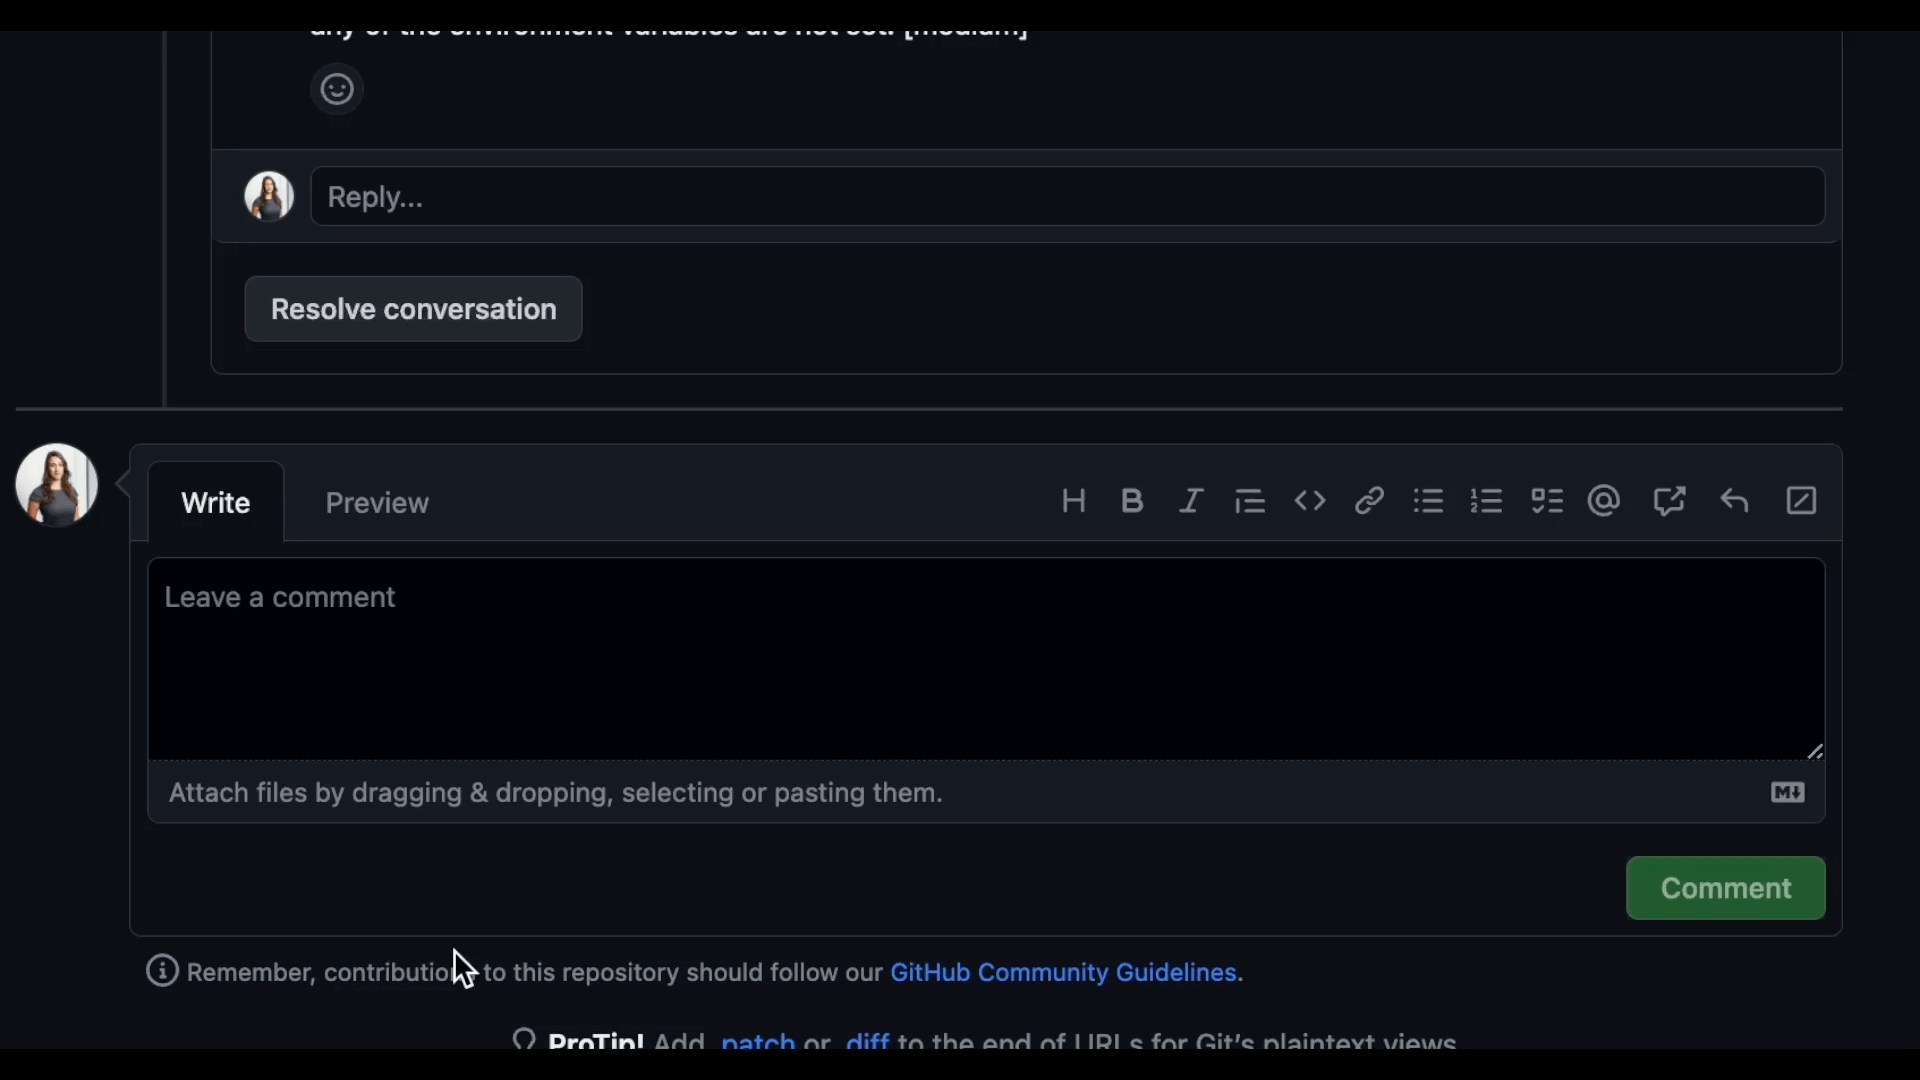 any of the environment variables are not set. [medium]
Reply...
Resolve conversation
Write
Preview
Leave a comment
Attach files by dragging & dropping, selecting or pasting them.
Comment
Remember, contributions to this repository should follow our GitHub Community Guidelines.
ProTip! Add .patch or .diff to the end of URLs for Git's plaintext views.